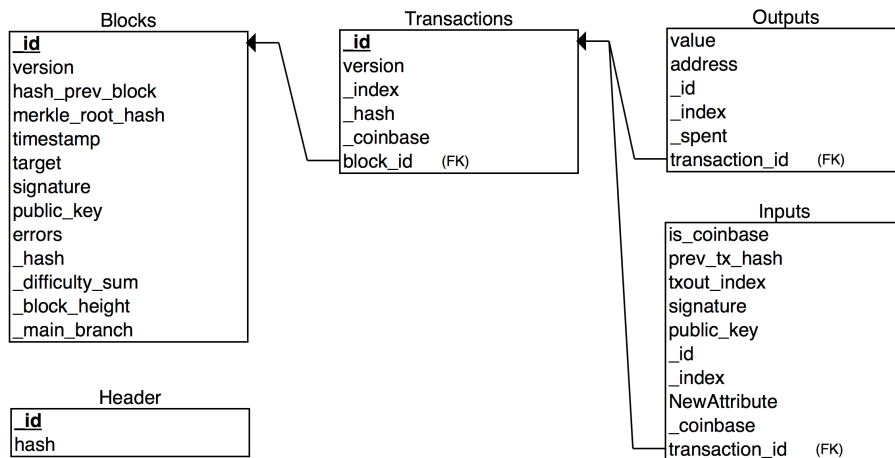 Blocks
_id
version
hash_prev_block
merkle_root_hash
timestamp
target
signature
public_key
errors
_hash
_difficulty_sum
_block_height
_main_branch
Header
_id
hash
Transactions
_id
version
_index
_hash
_coinbase
block_id (FK)
Outputs
value
address
_id
_index
_spent
transaction_id (FK)
Inputs
is_coinbase
prev_tx_hash
txout_index
signature
public_key
_id
_index
NewAttribute
_coinbase
transaction_id (FK)